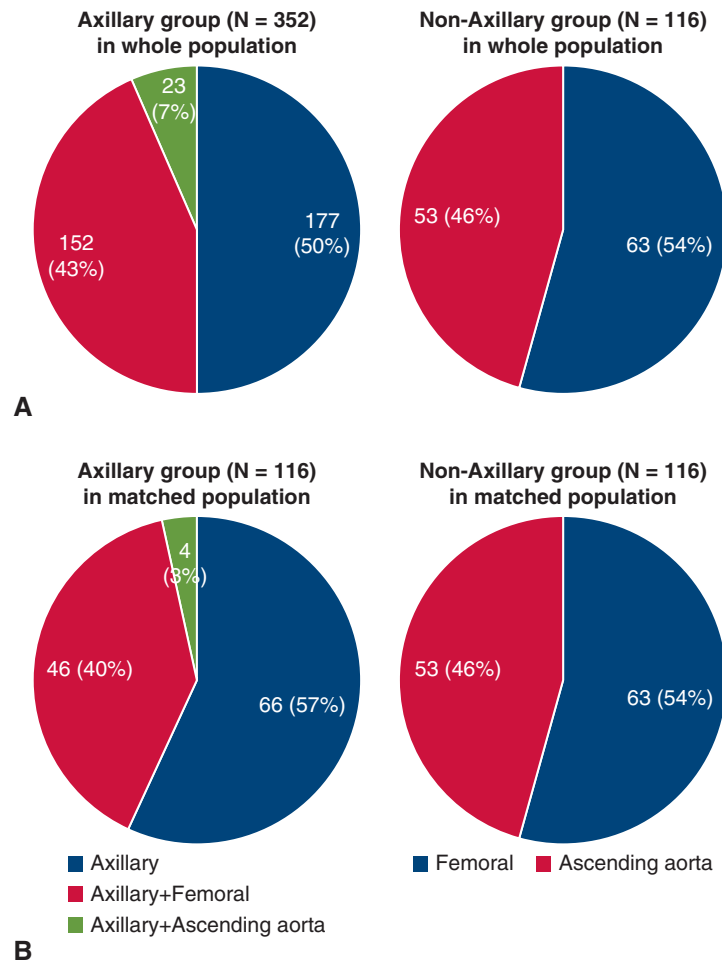 Axillary group (N = 352)
in whole population
Non-Axillary group (N = 116)
in whole population
23
(7%)
177
(50%)
152
(43%)
53 (46%)
63 (54%)
A
Axillary group (N = 116)
in matched population
Non-Axillary group (N = 116)
in matched population
4
(3%)
46 (40%)
66 (57%)
53 (46%)
63 (54%)
Axillary
Axillary+Femoral
Axillary+Ascending aorta
Femoral
Ascending aorta
B